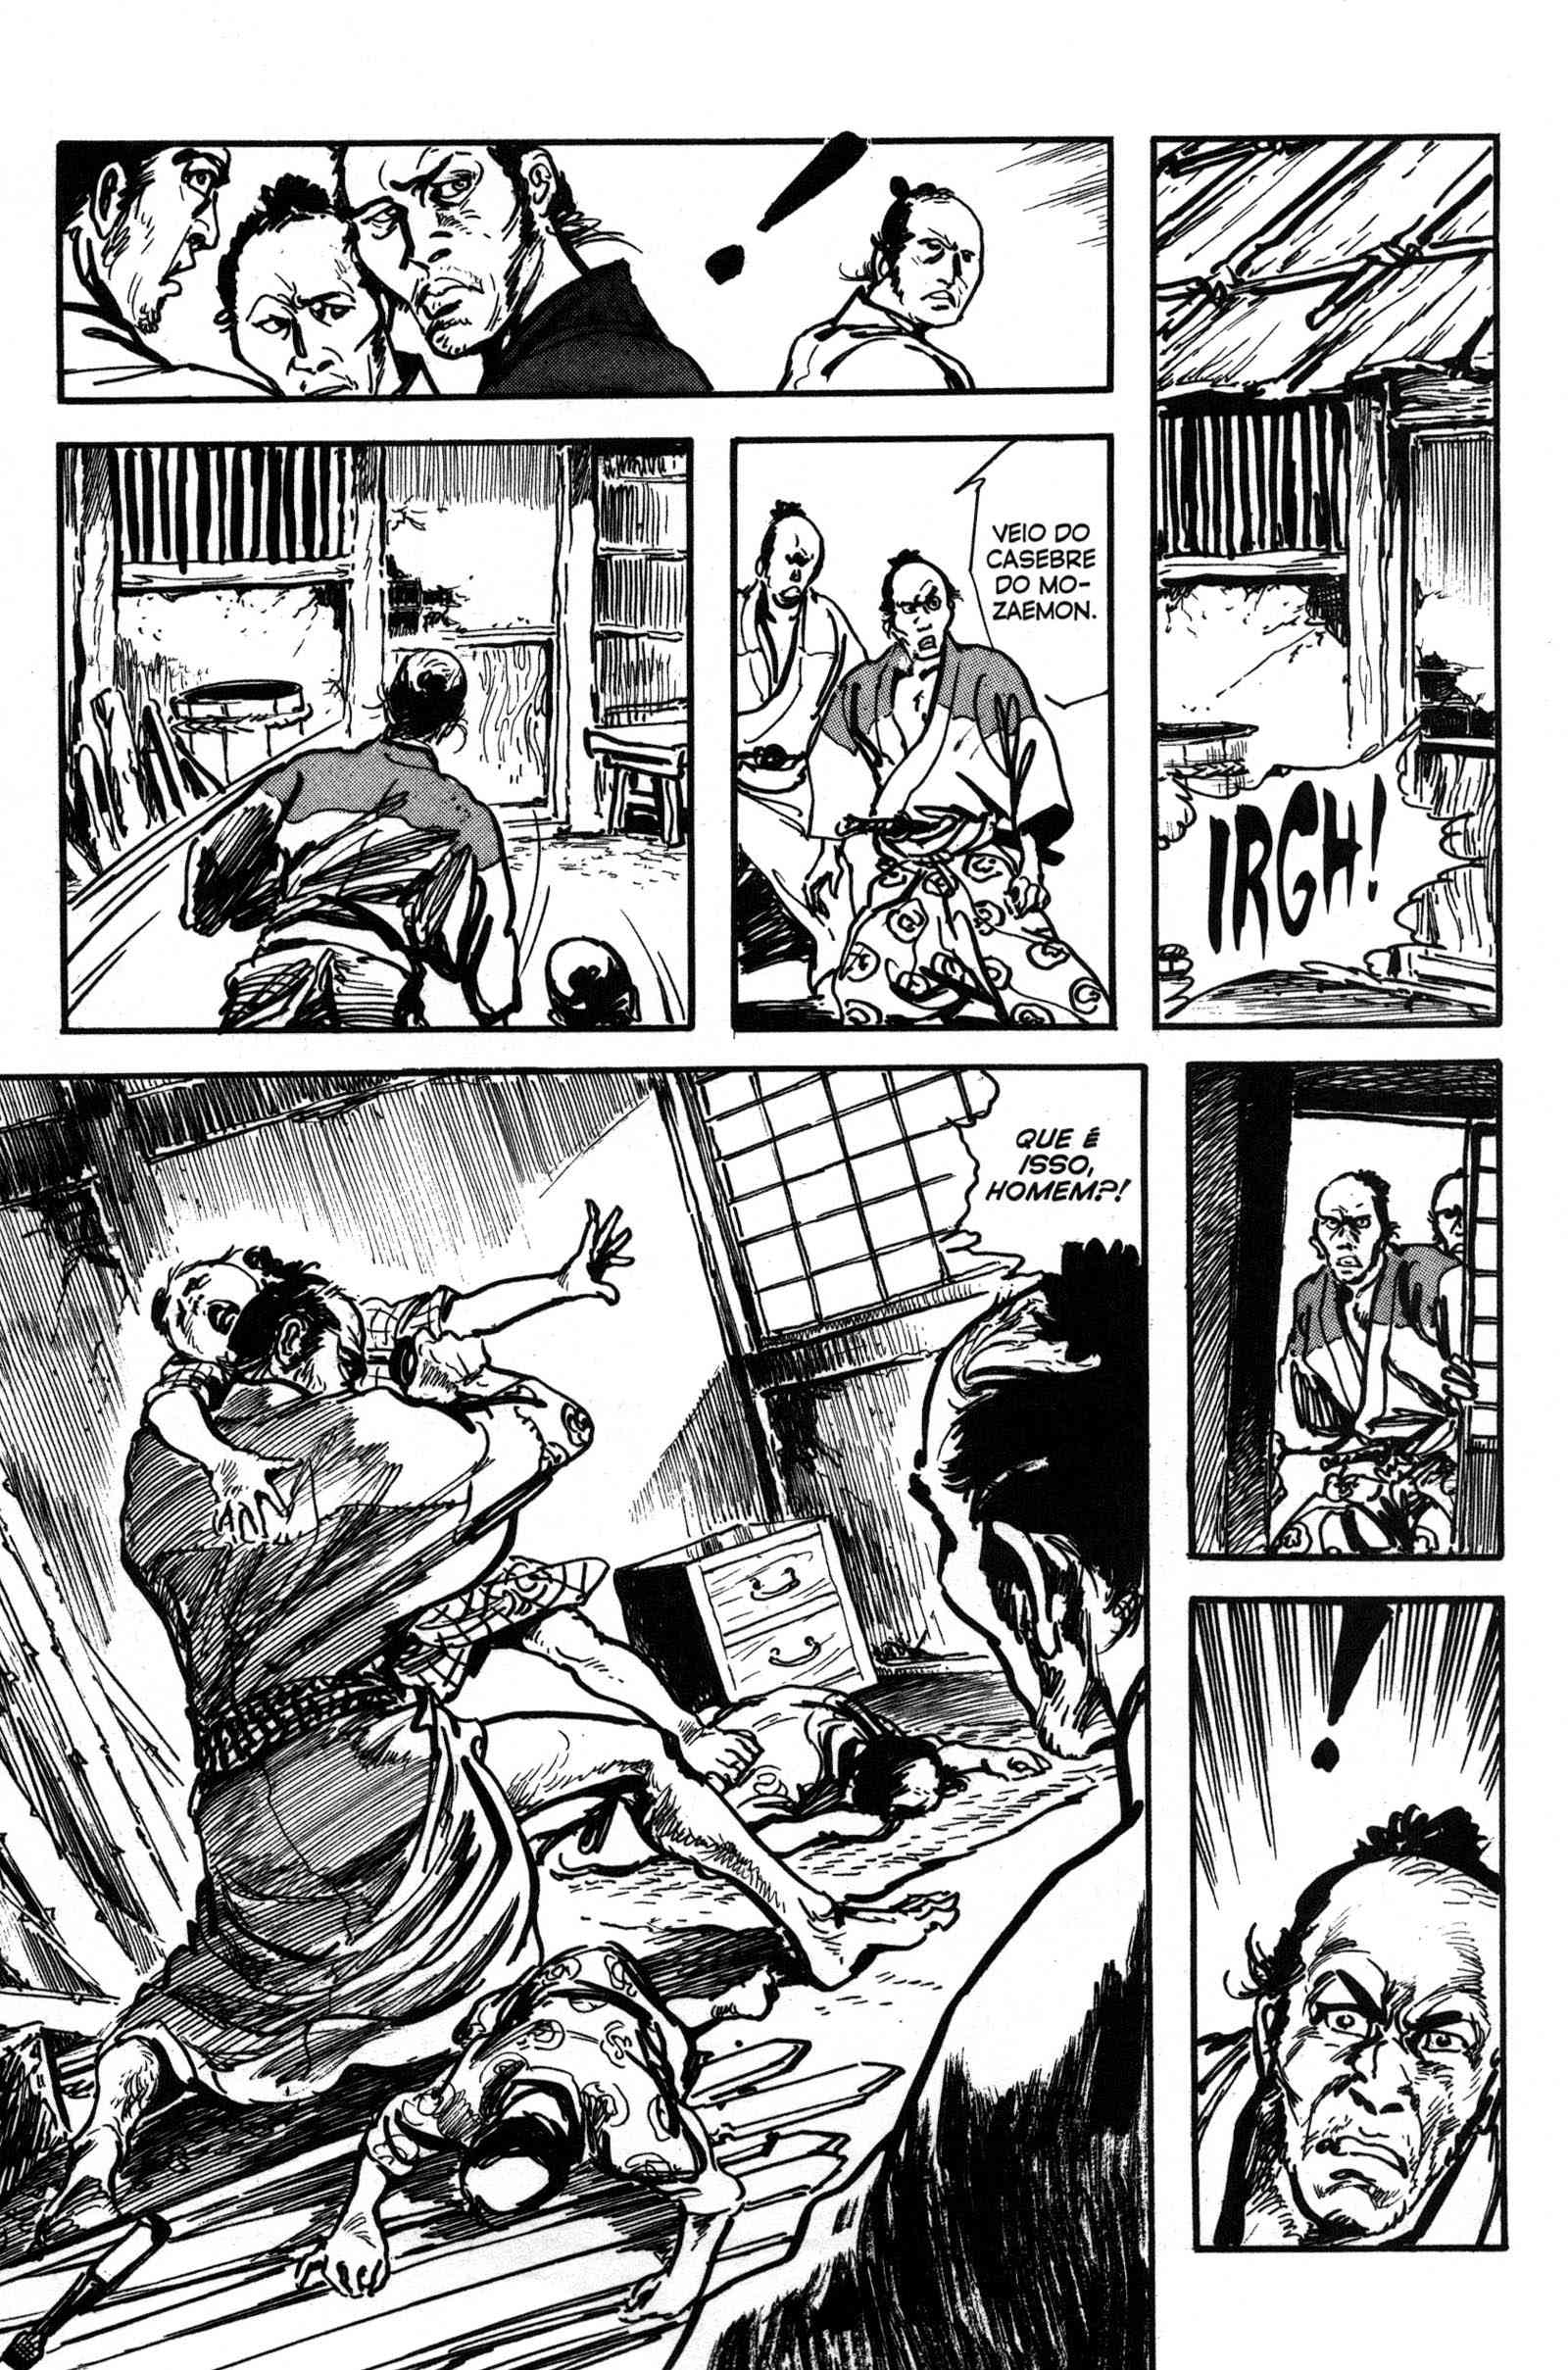 IRGH!
VEIO DO
CASEBRE
DO MO-
ZAEMON.
QUE É
ISSO,
HOMEM?!